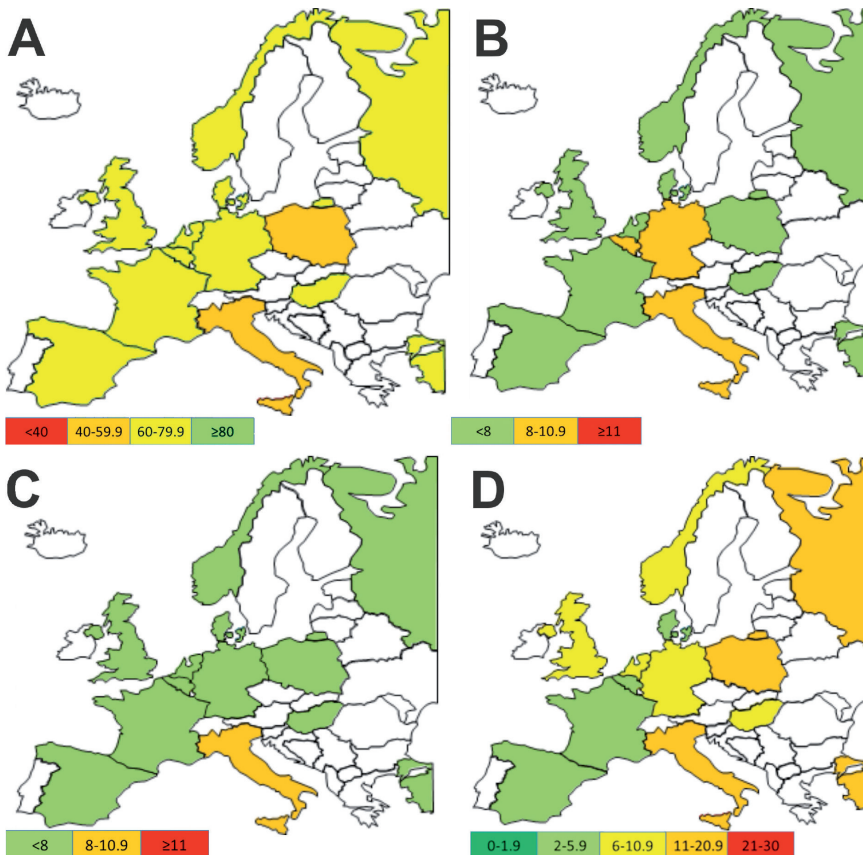 A
B
<40 40-59.9 60-79.9 ≥80
<8 8-10.9 ≥11
C
D
<8 8-10.9 ≥11
0-1.9 2-5.9 6-10.9 11-20.9 21-30